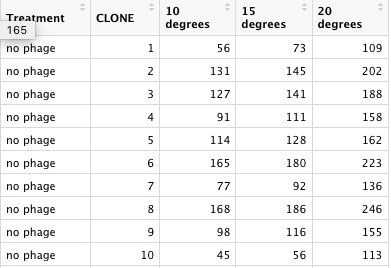 Treatment CLONE 10 degrees 15 degrees 20 degrees
165
no phage 1 56 73 109
no phage 2 131 145 202
no phage 3 127 141 188
no phage 4 91 111 158
no phage 5 114 128 162
no phage 6 165 180 223
no phage 7 77 92 136
no phage 8 168 186 246
no phage 9 98 116 155
no phage 10 45 56 113